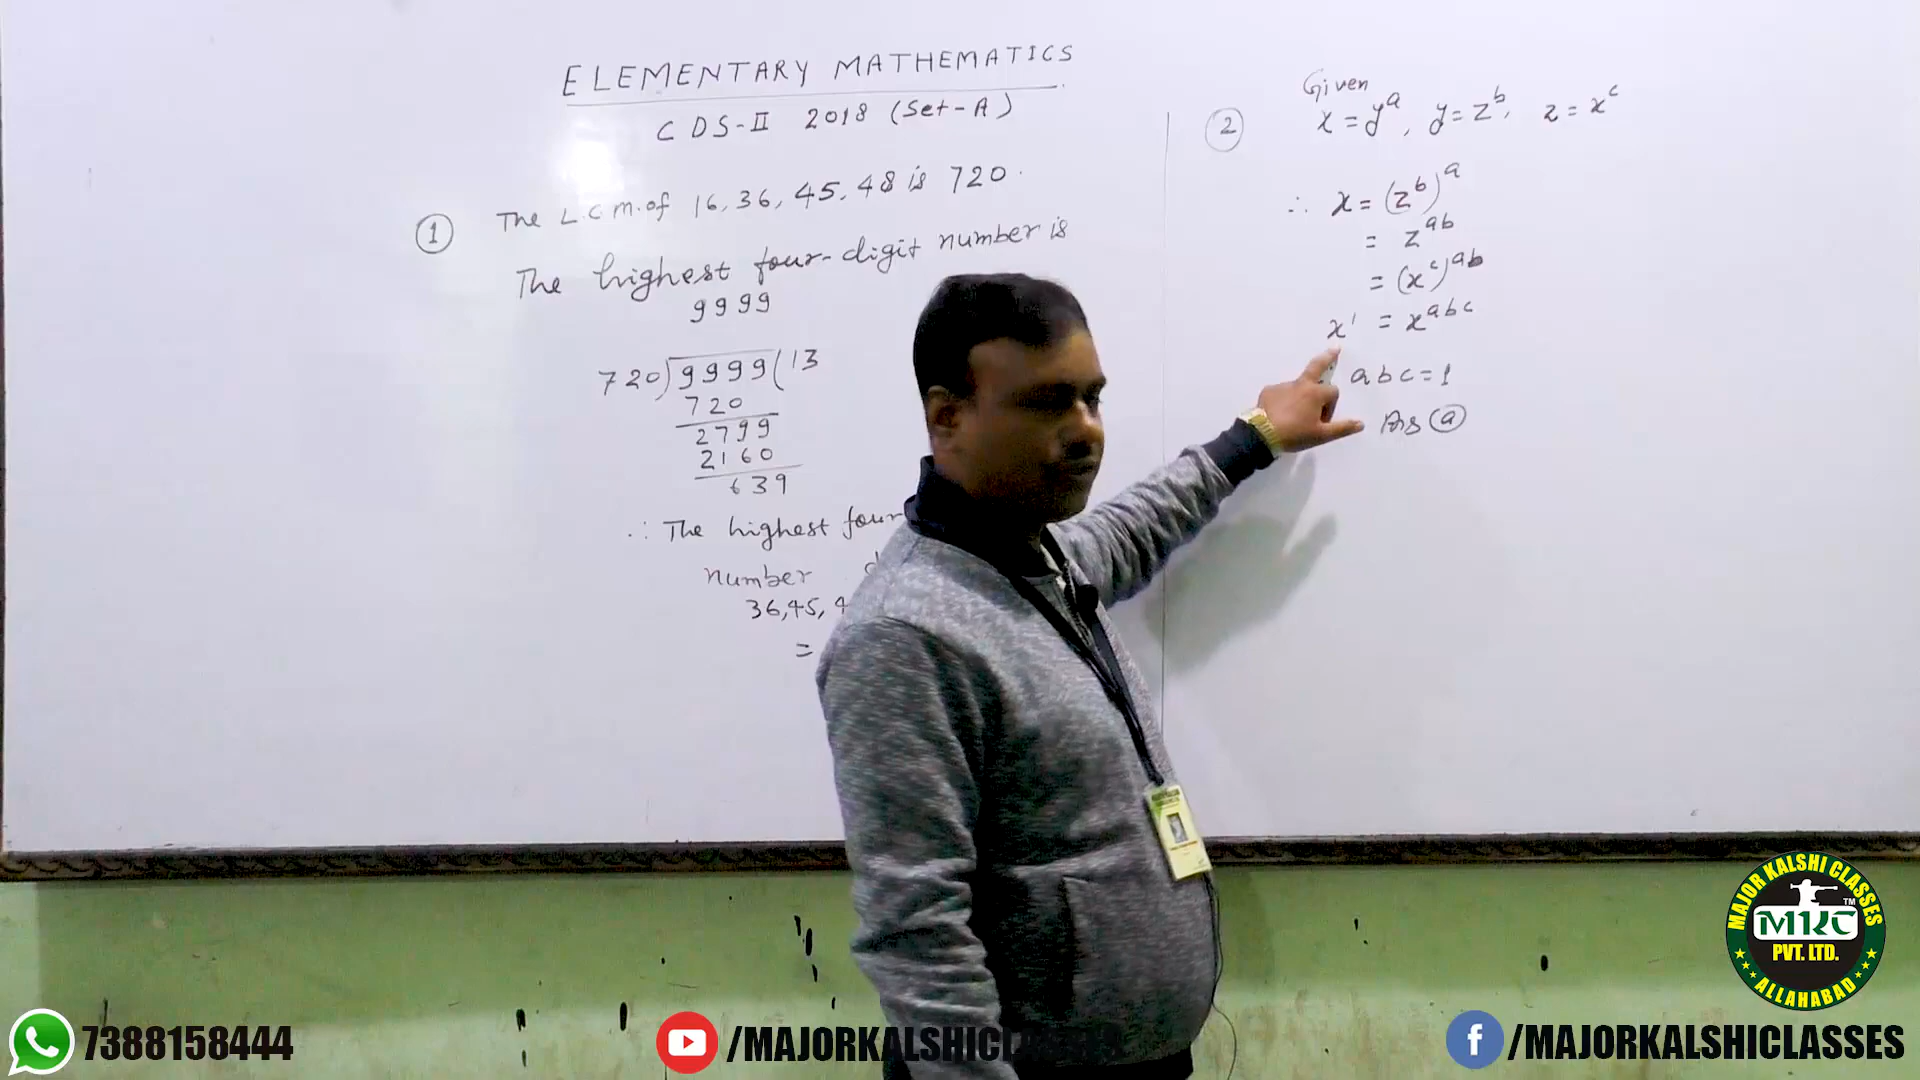 ELEMENTARY MATHEMATICS
CDS-II 2018 (Set-A)
① The L.C.M. of 16, 36, 45, 48 is 720.
The highest four-digit number is
9999
720)9999(13
720
2799
2160
639
∴ The highest four
number
36,45, 4
=
② Given
x = y^a, y = z^b, z = x^c
∴ x = (z^b)^a
= z^ab
= (x^c)^ab
x^1 = x^abc
abc = 1
Ans (a)
MAJOR KALSHI CLASSES
MKC
TM
PVT. LTD.
ALLAHABAD
7388158444
/MAJORKALSHICL
/MAJORKALSHICLASSES